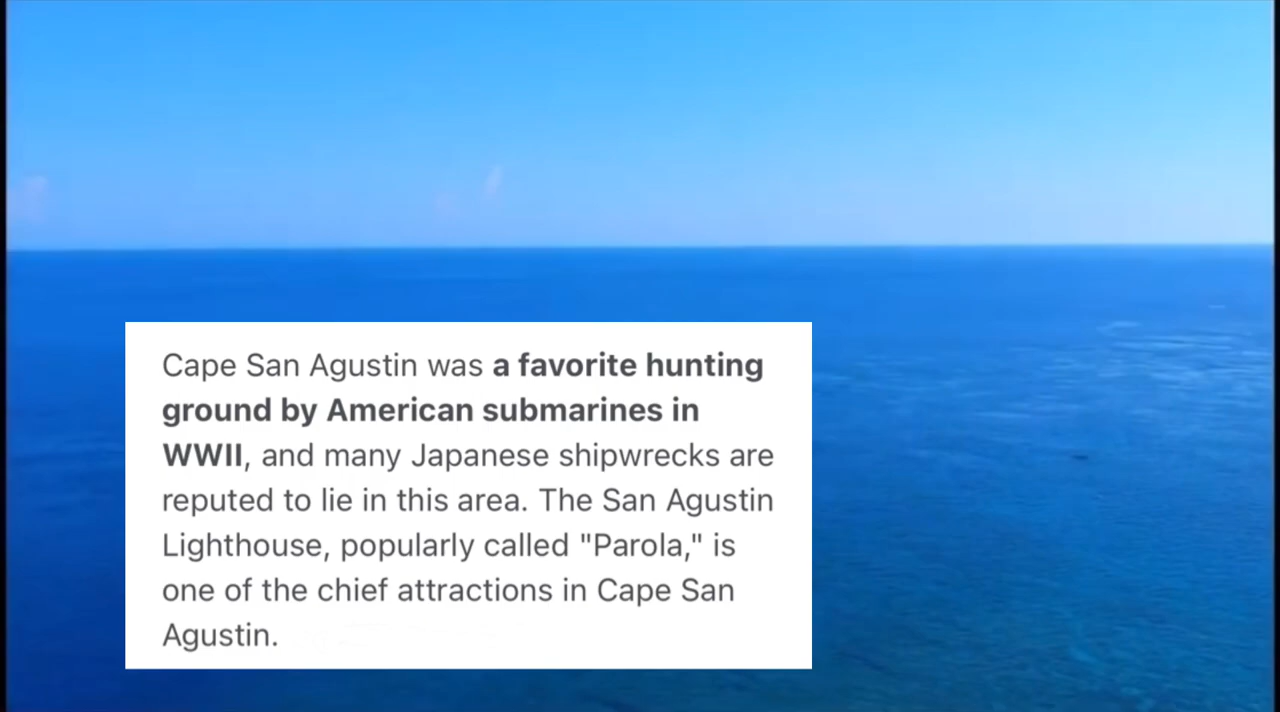 Cape San Agustin was a favorite hunting
ground by American submarines in
WWII, and many Japanese shipwrecks are
reputed to lie in this area. The San Agustin
Lighthouse, popularly called "Parola," is
one of the chief attractions in Cape San
Agustin.